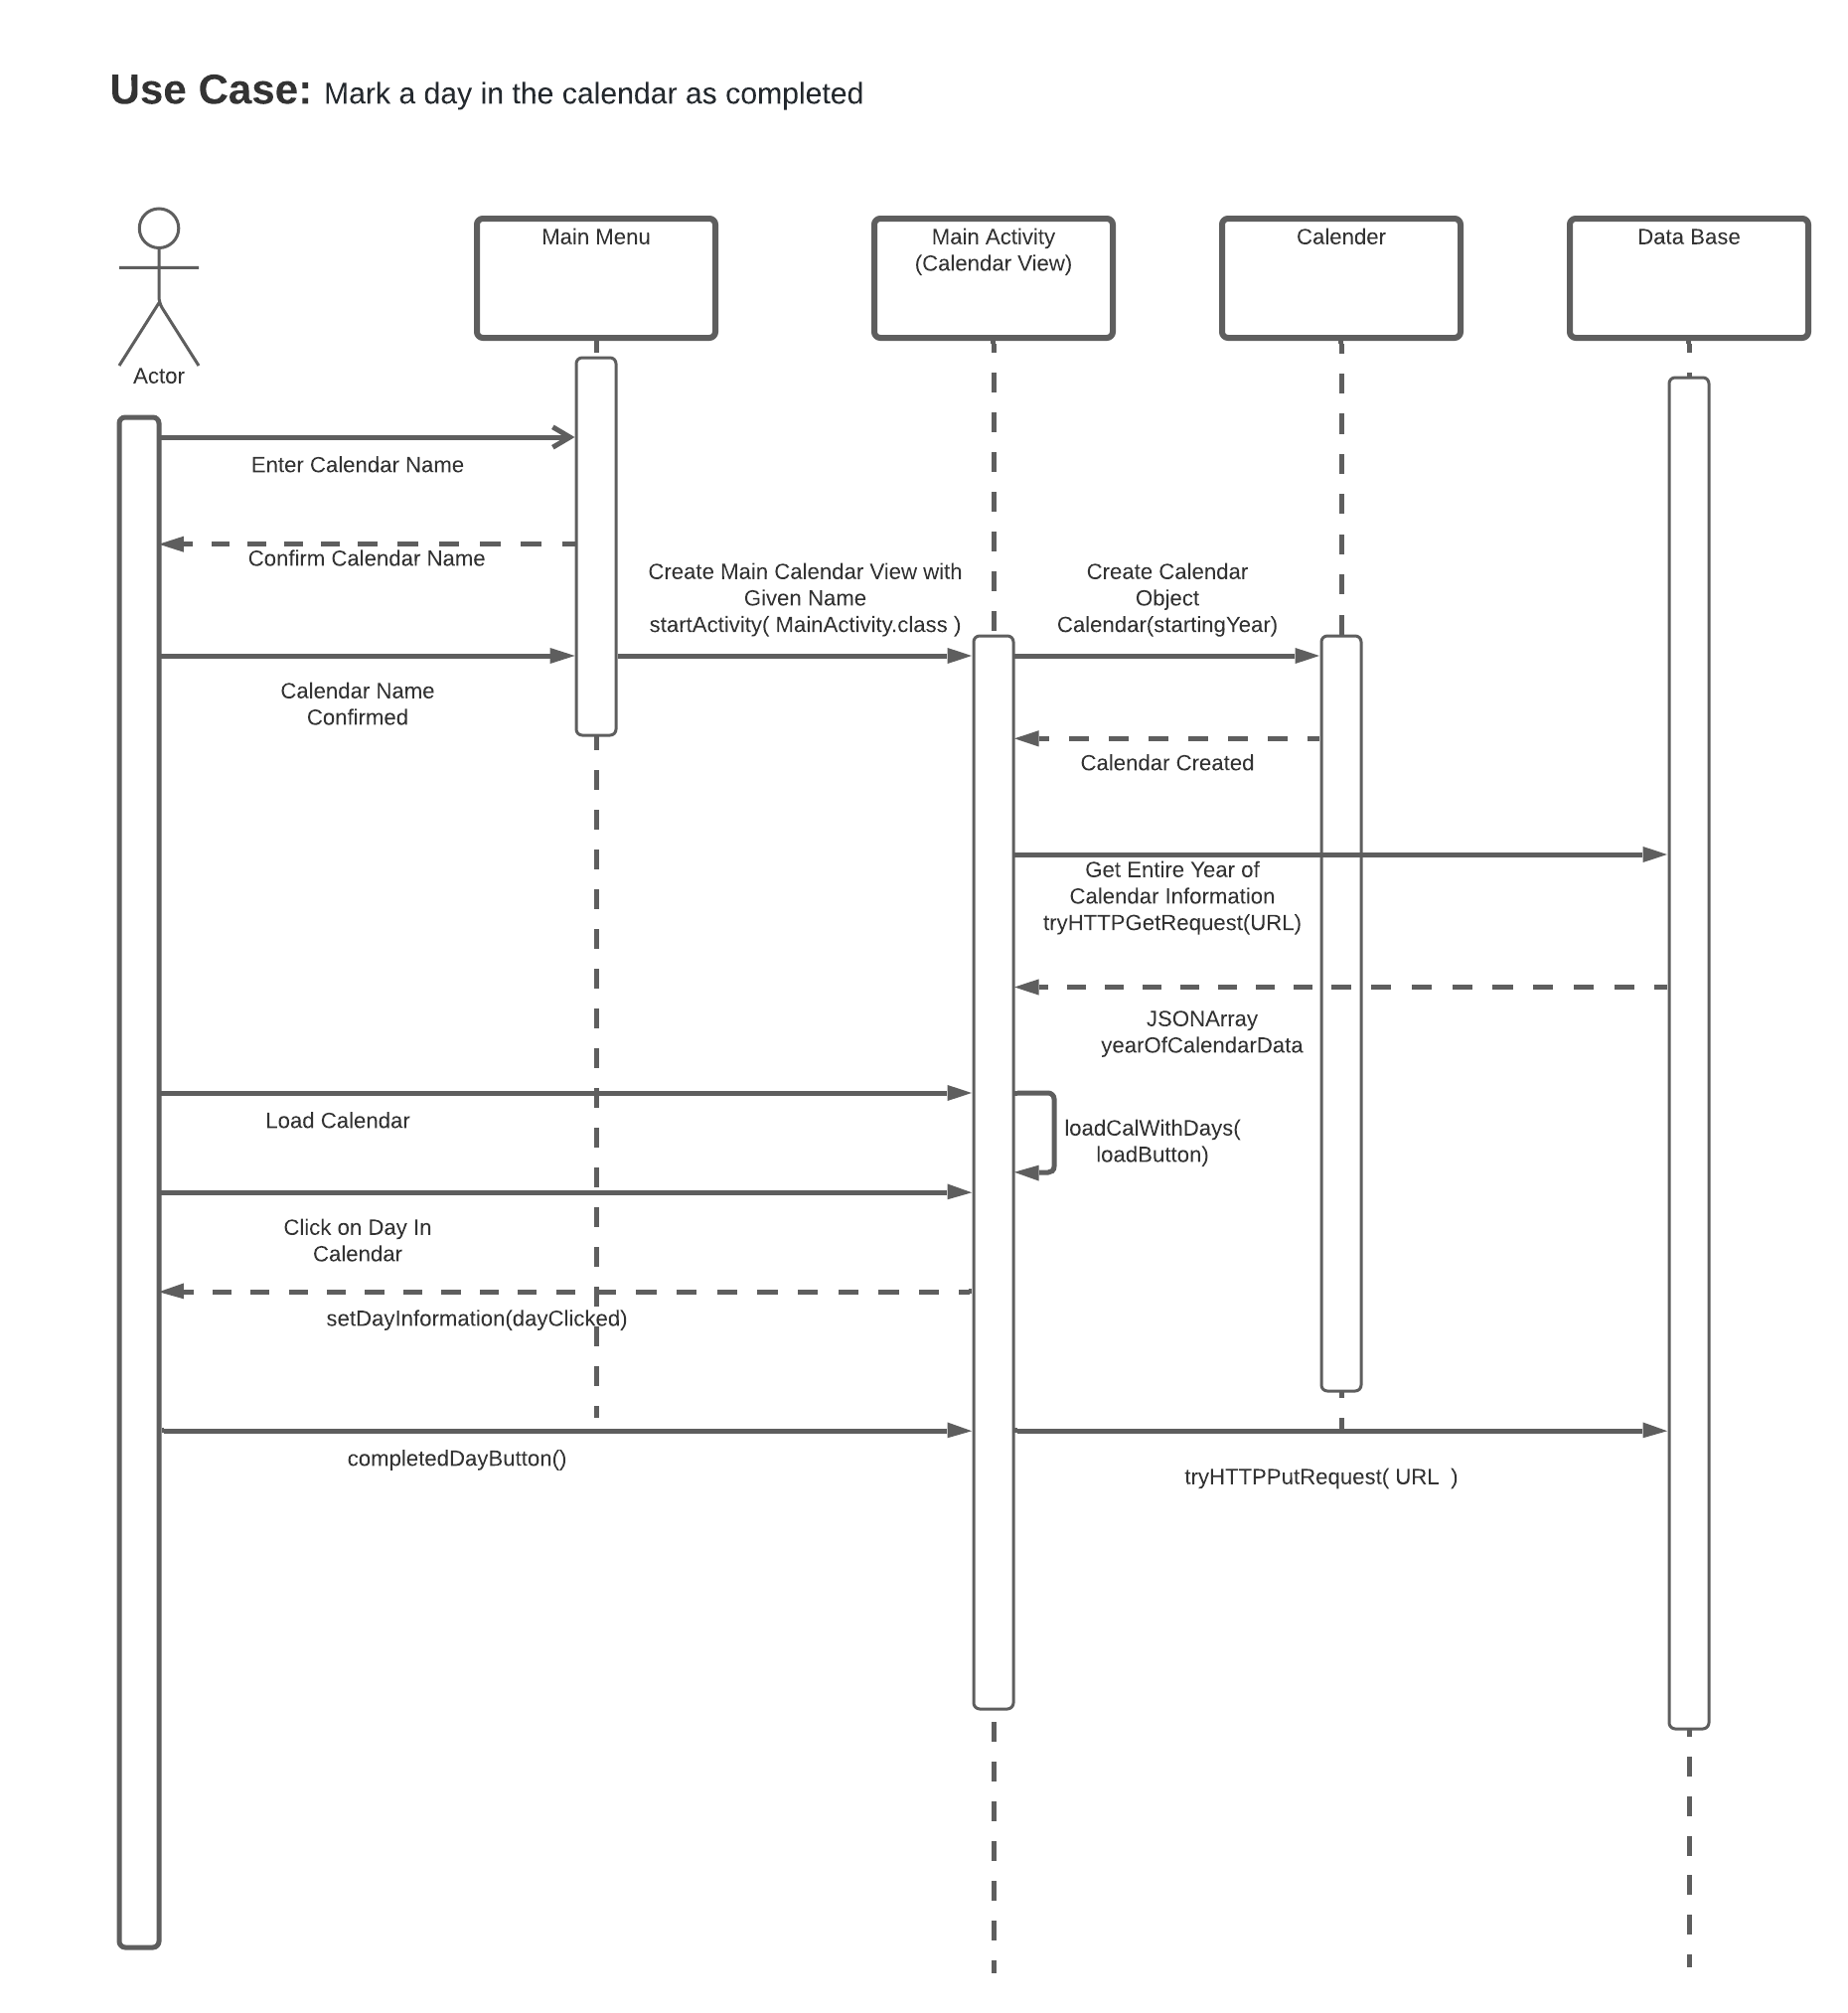 Use Case: Mark a day in the calendar as completed
Actor
Main Menu
Main Activity
(Calendar View)
Calender
Data Base
Enter Calendar Name
Confirm Calendar Name
Create Main Calendar View with
Given Name
startActivity( MainActivity.class )
Create Calendar
Object
Calendar(startingYear)
Calendar Name
Confirmed
Calendar Created
Get Entire Year of
Calendar Information
tryHTTPGetRequest(URL)
JSONArray
yearOfCalendarData
Load Calendar
loadCalWithDays(
loadButton)
Click on Day In
Calendar
setDayInformation(dayClicked)
completedDayButton()
tryHTTPPutRequest( URL  )